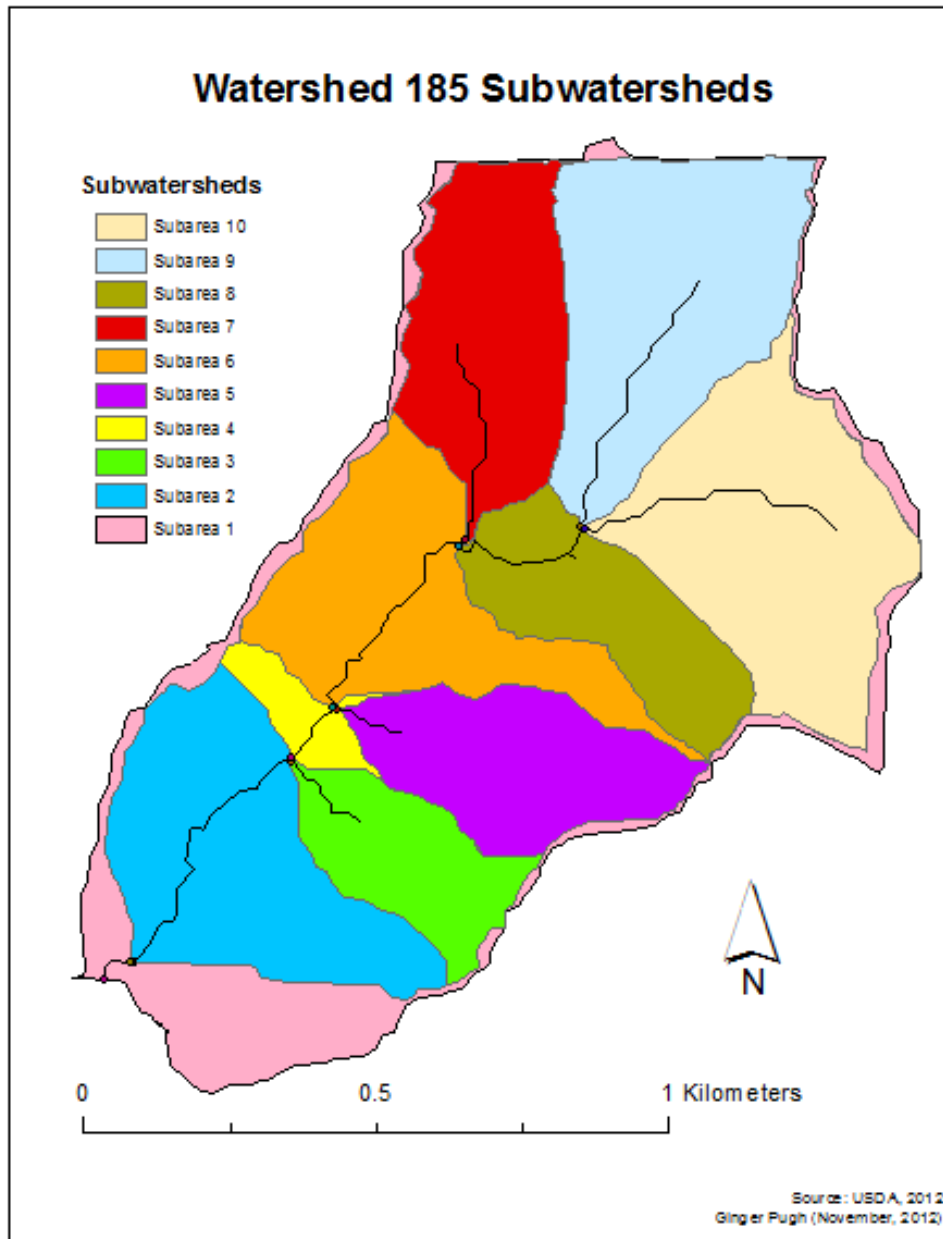 Watershed 185 Subwatersheds
Subwatersheds
Subarea 10
Subarea 9
Subarea 8
Subarea 7
Subarea 6
Subarea 5
Subarea 4
Subarea 3
Subarea 2
Subarea 1
N
0 0.5 1 Kilometers
Source: USDA, 2012
Ginger Pugh (November, 2012)